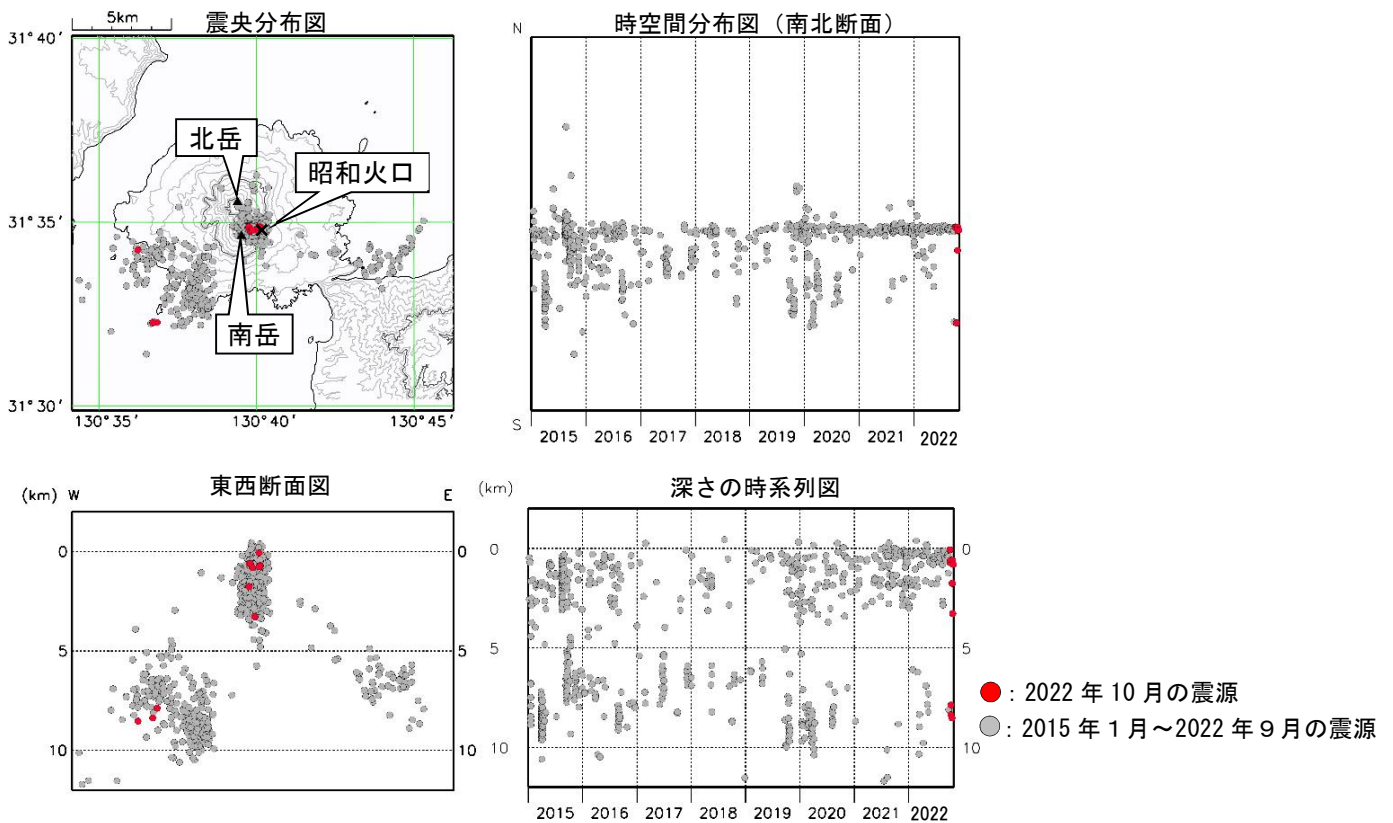 5km
震央分布図
31°40′
31°35′
31°30′
130°35′
130°40′
130°45′
北岳
昭和火口
南岳
時空間分布図（南北断面）
N
S
2015 2016 2017 2018 2019 2020 2021 2022
東西断面図
(km) W
E
0
5
10
0
5
10
深さの時系列図
(km)
0
5
10
0
5
10
2015 2016 2017 2018 2019 2020 2021 2022
：2022 年 10 月の震源
：2015 年 1 月～2022 年 9 月の震源